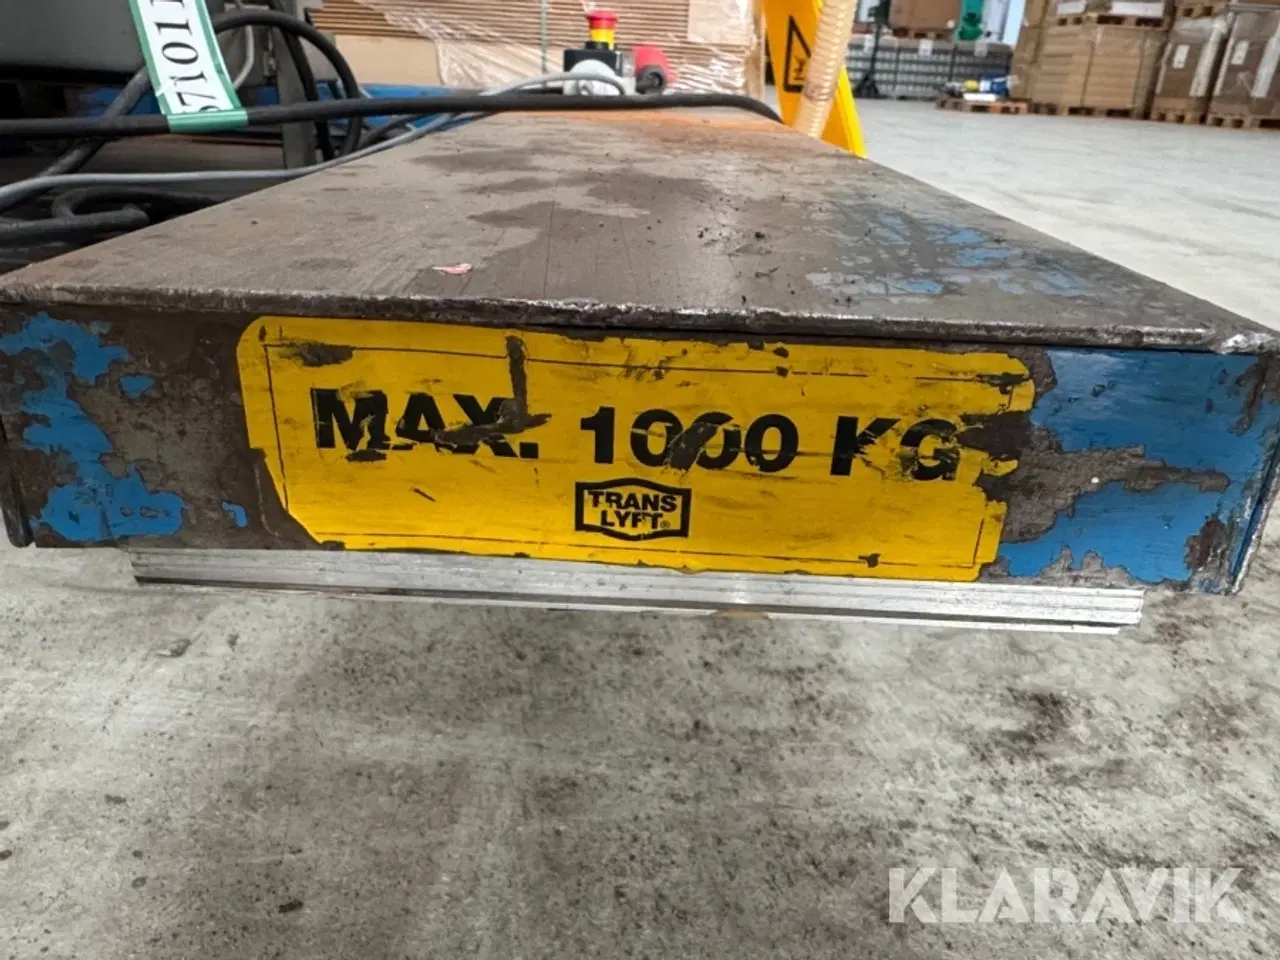 MAX. 1000 KG
TRANS
LYFT®
KLARAVIK